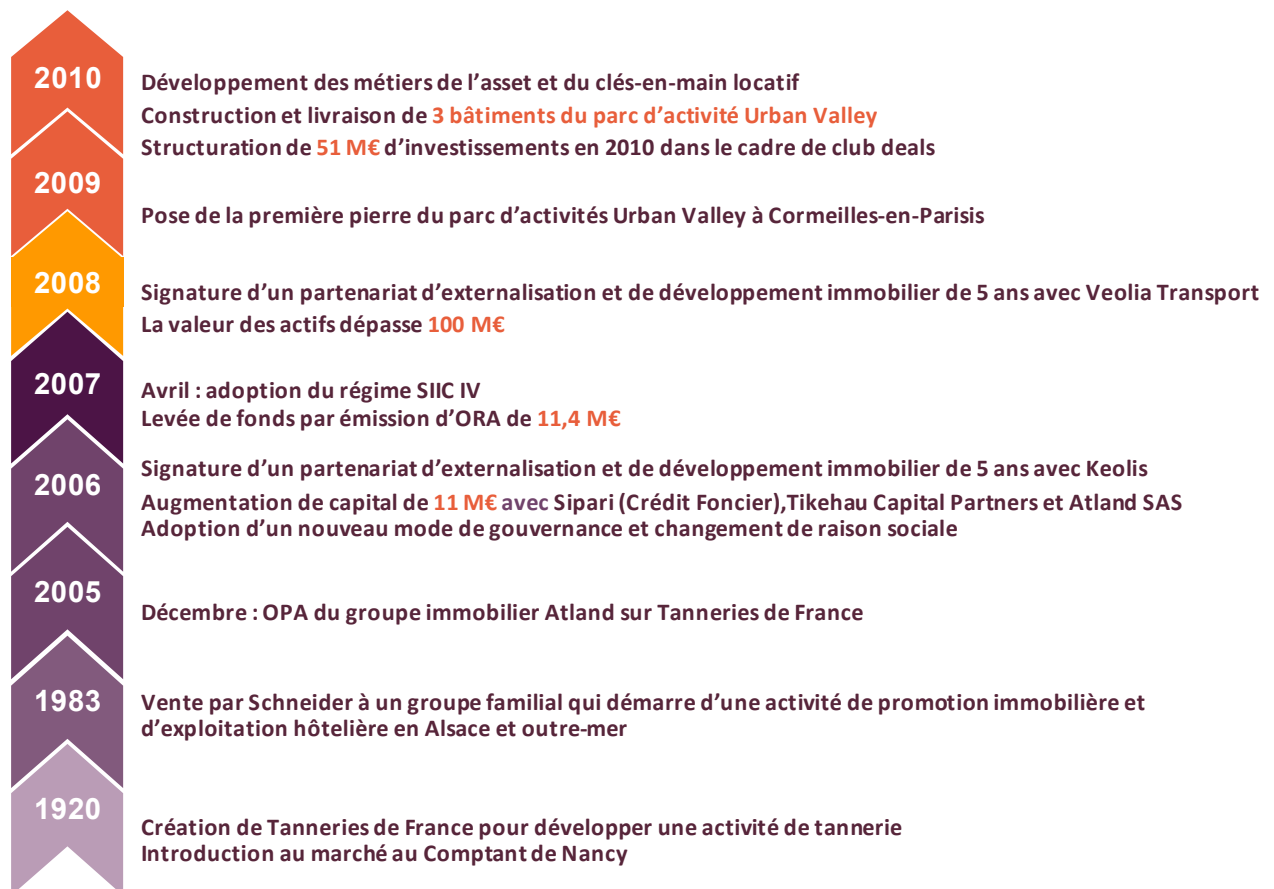 2010
Développement des métiers de l'asset et du clés-en-main locatif
Construction et livraison de 3 bâtiments du parc d'activité Urban Valley
Structuration de 51 M€ d'investissements en 2010 dans le cadre de club deals
2009
Pose de la première pierre du parc d'activités Urban Valley à Cormeilles-en-Parisis
2008
Signature d'un partenariat d'externalisation et de développement immobilier de 5 ans avec Veolia Transport
La valeur des actifs dépasse 100 M€
2007
Avril : adoption du régime SIIC IV
Levée de fonds par émission d'ORA de 11,4 M€
2006
Signature d'un partenariat d'externalisation et de développement immobilier de 5 ans avec Keolis
Augmentation de capital de 11 M€ avec Sipari (Crédit Foncier),Tikehau Capital Partners et Atland SAS
Adoption d'un nouveau mode de gouvernance et changement de raison sociale
2005
Décembre : OPA du groupe immobilier Atland sur Tanneries de France
1983
Vente par Schneider à un groupe familial qui démarre d'une activité de promotion immobilière et
d'exploitation hôtelière en Alsace et outre-mer
1920
Création de Tanneries de France pour développer une activité de tannerie
Introduction au marché au Comptant de Nancy